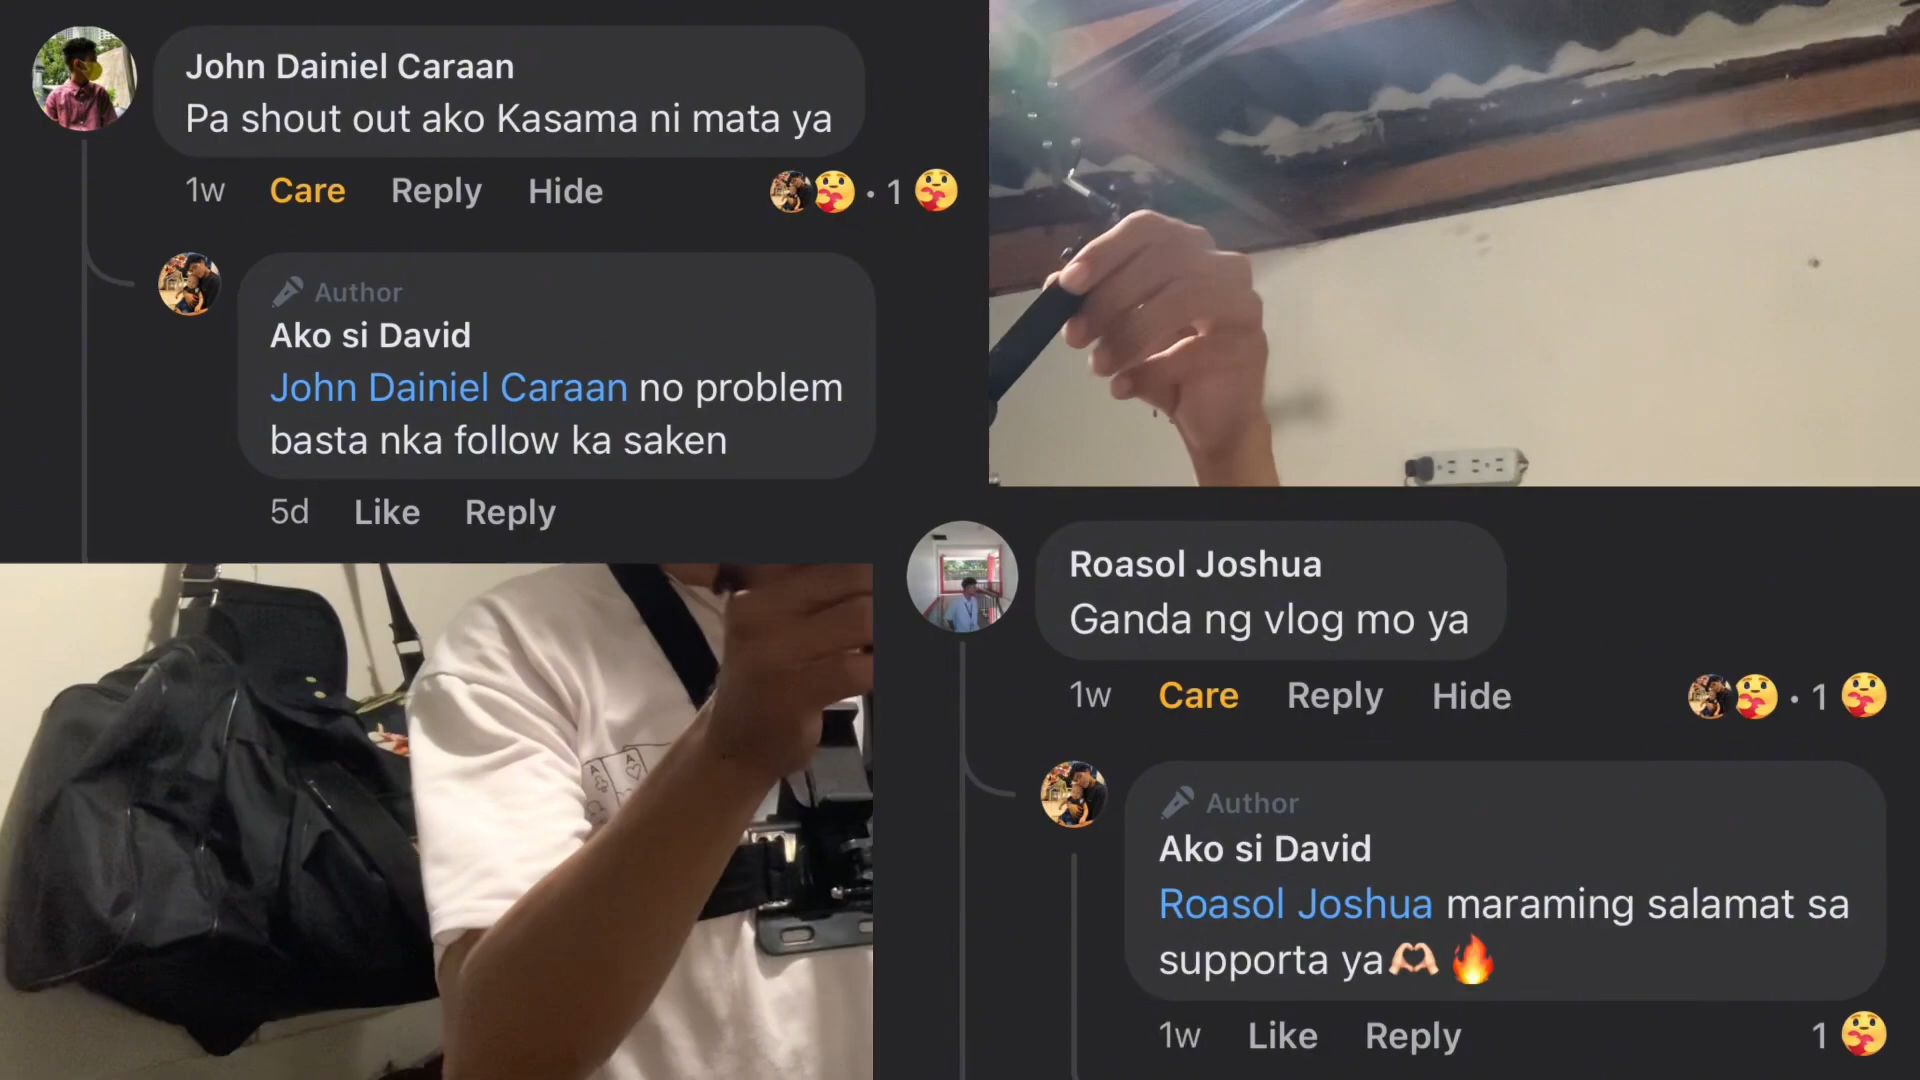 John Dainiel Caraan
Pa shout out ako Kasama ni mata ya
1w Care Reply Hide 1
Author
Ako si David
John Dainiel Caraan no problem
basta nka follow ka saken
5d Like Reply
A
A
Roasol Joshua
Ganda ng vlog mo ya
1w Care Reply Hide 1
Author
Ako si David
Roasol Joshua maraming salamat sa
supporta ya🫶🏻🔥
1w Like Reply 1